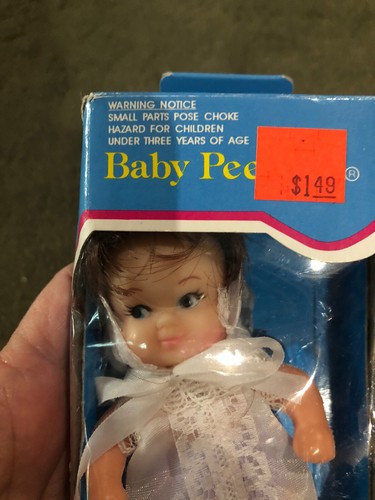 WARNING NOTICE
SMALL PARTS POSE CHOKE
HAZARD FOR CHILDREN
UNDER THREE YEARS OF AGE
Baby Pee ®
$1.49